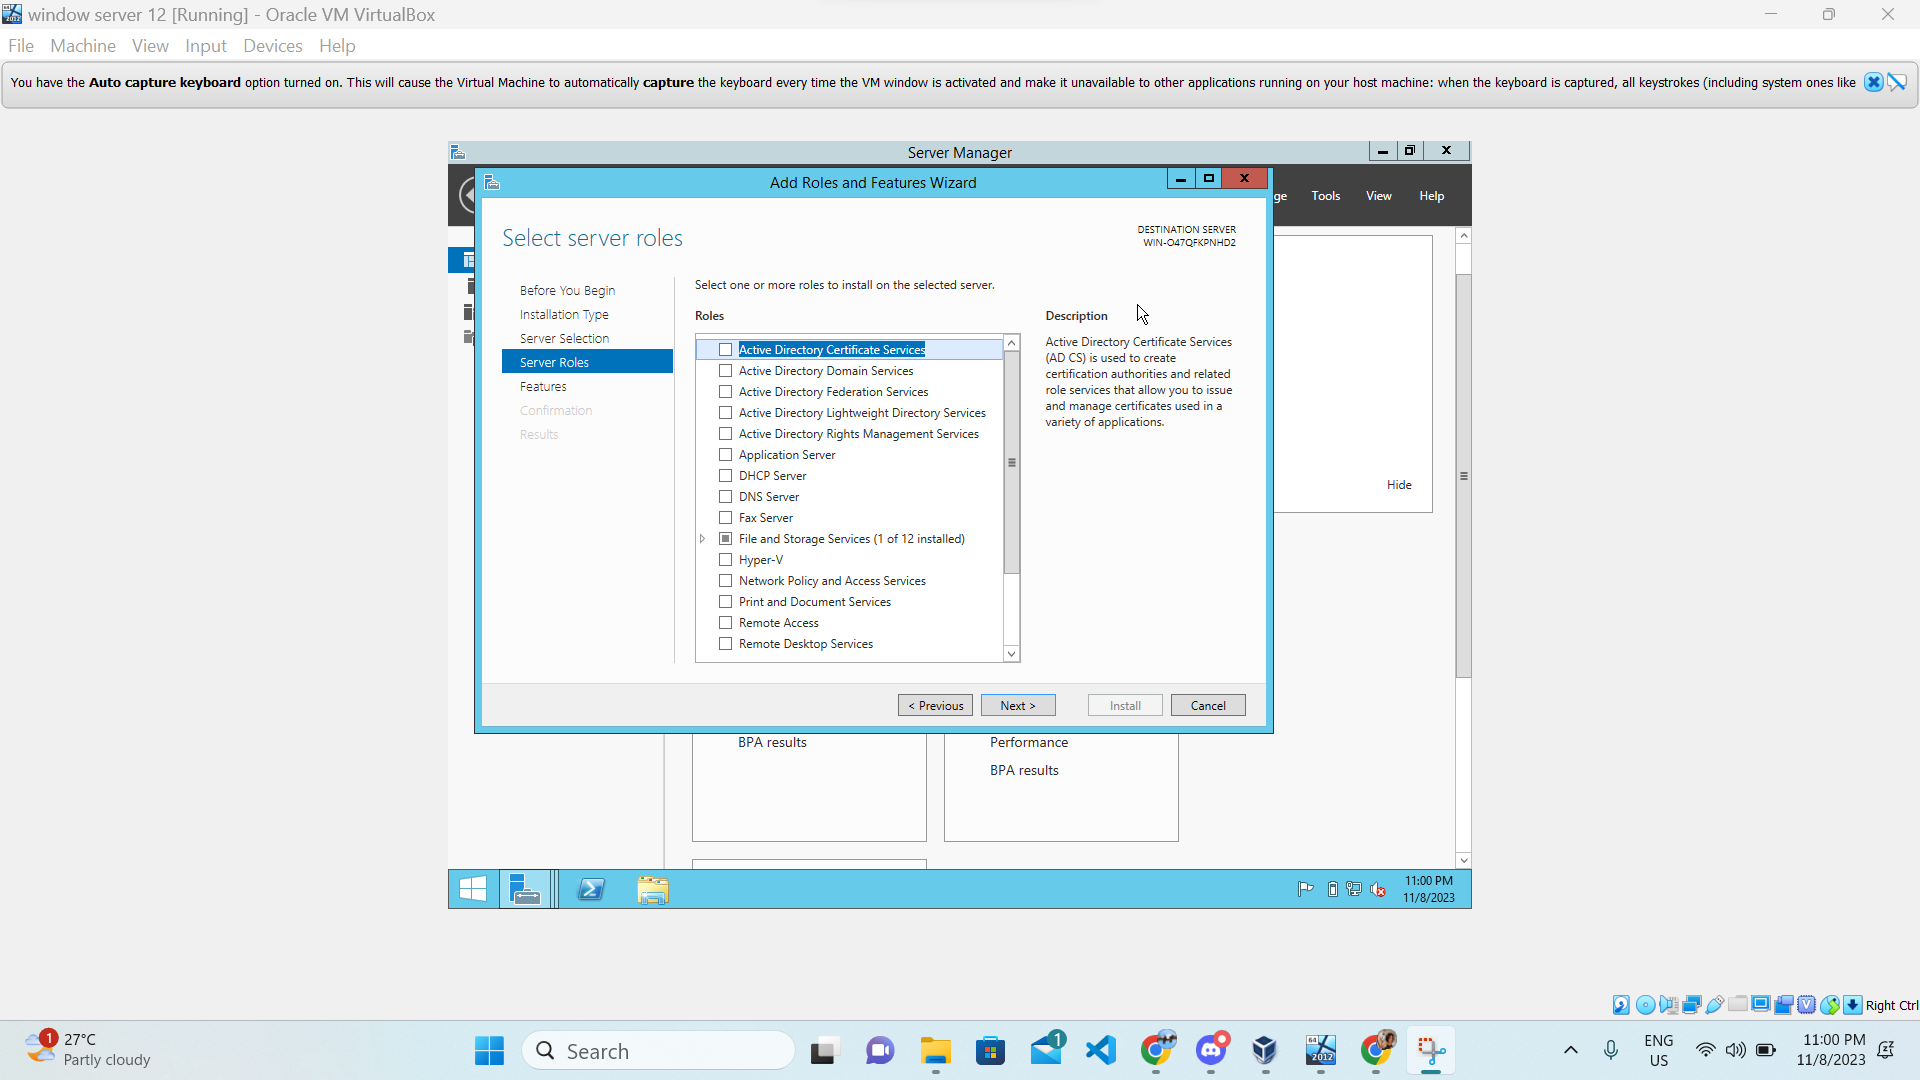 window server 12 [Running] - Oracle VM VirtualBox
File Machine View Input Devices Help
You have the Auto capture keyboard option turned on. This will cause the Virtual Machine to automatically capture the keyboard every time the VM window is activated and make it unavailable to other applications running on your host machine: when the keyboard is captured, all keystrokes (including system ones like
Server Manager
Add Roles and Features Wizard
ge Tools View Help
Select server roles
DESTINATION SERVER
WIN-O47QFKPNHD2
Before You Begin
Installation Type
Server Selection
Server Roles
Features
Confirmation
Results
Select one or more roles to install on the selected server.
Roles
Active Directory Certificate Services
Active Directory Domain Services
Active Directory Federation Services
Active Directory Lightweight Directory Services
Active Directory Rights Management Services
Application Server
DHCP Server
DNS Server
Fax Server
File and Storage Services (1 of 12 installed)
Hyper-V
Network Policy and Access Services
Print and Document Services
Remote Access
Remote Desktop Services
Description
Active Directory Certificate Services
(AD CS) is used to create
certification authorities and related
role services that allow you to issue
and manage certificates used in a
variety of applications.
Hide
< Previous Next > Install Cancel
BPA results
Performance
BPA results
11:00 PM
11/8/2023
Right Ctrl
1
27°C
Partly cloudy
Search
1
64
2012
ENG
US
11:00 PM
11/8/2023